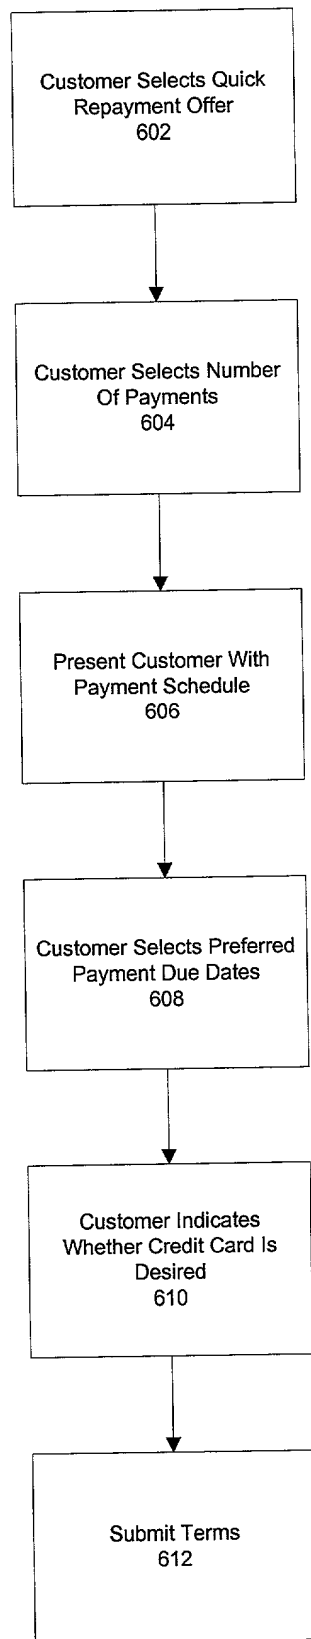 Customer Selects Quick
Repayment Offer
602
Customer Selects Number
Of Payments
604
Present Customer With
Payment Schedule
606
Customer Selects Preferred
Payment Due Dates
608
Customer Indicates
Whether Credit Card Is
Desired
610
Submit Terms
612